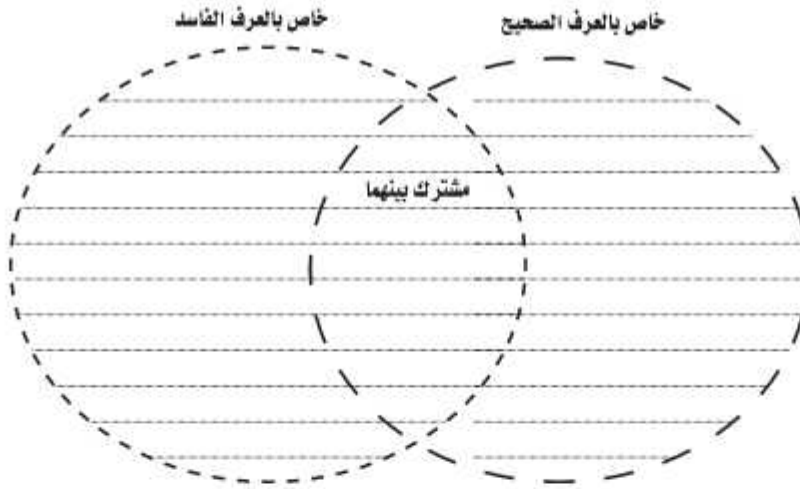 خاص بالعرف الصحيح
خاص بالعرف الفاسد
مشترك بينهما